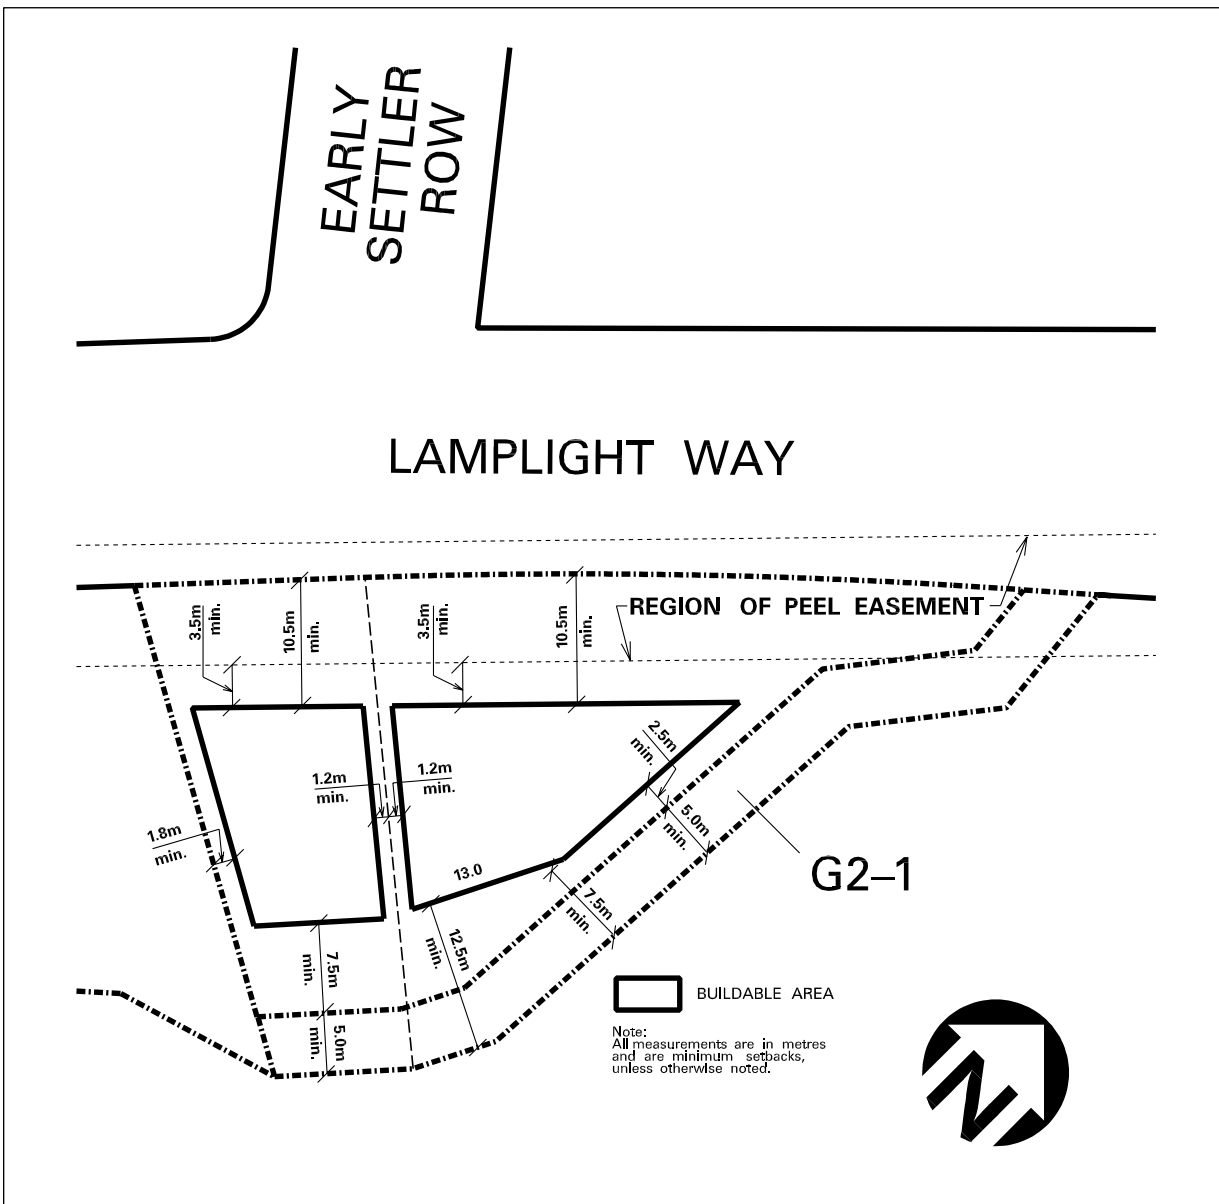 EARLY
SETTLER
ROW
LAMPLIGHT WAY
REGION OF PEEL EASEMENT
3.5m
min.
10.5m
min.
3.5m
min.
10.5m
min.
2.5m
min.
1.2m
min.
1.2m
min.
1.8m
min.
5.0m
min.
13.0
G2–1
7.5m
min.
12.5m
min.
7.5m
min.
5.0m
min.
BUILDABLE AREA
Note:
All measurements are in metres
and are minimum setbacks,
unless otherwise noted.
N